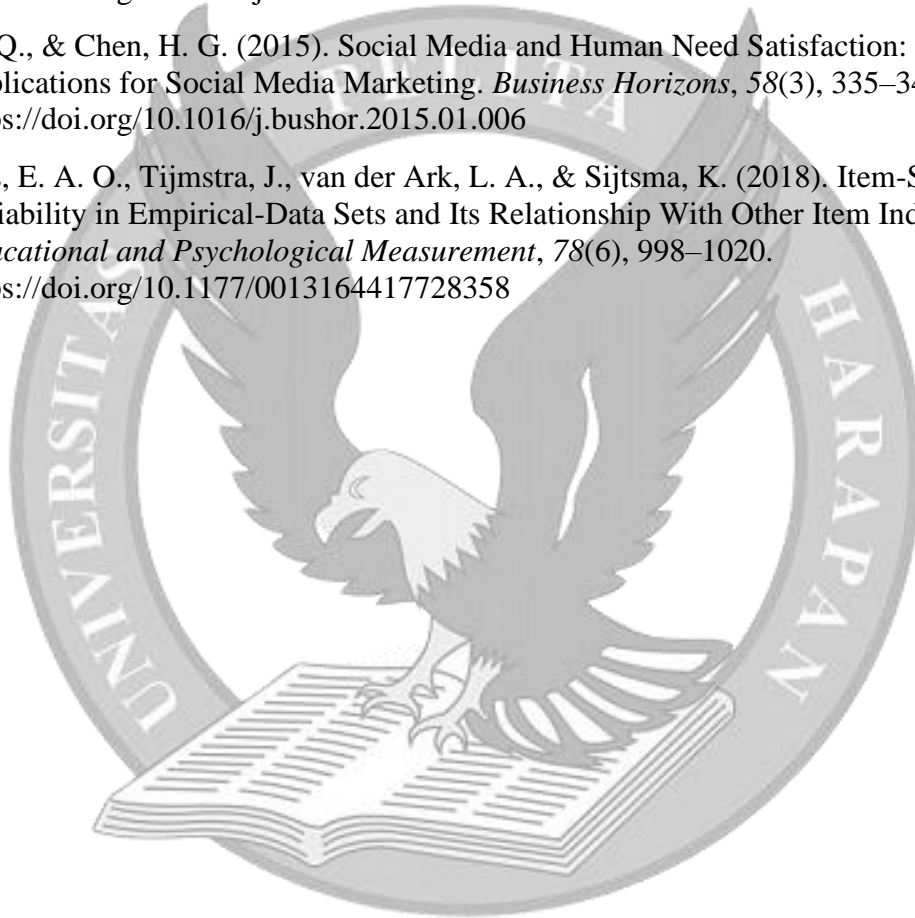 Q., & Chen, H. G. (2015). Social Media and Human Need Satisfaction:
plications for Social Media Marketing. Business Horizons, 58(3), 335–34
ps://doi.org/10.1016/j.bushor.2015.01.006
, E. A. O., Tijmstra, J., van der Ark, L. A., & Sijtsma, K. (2018). Item-S
iability in Empirical-Data Sets and Its Relationship With Other Item Ind
ucational and Psychological Measurement, 78(6), 998–1020.
ps://doi.org/10.1177/0013164417728358
UNIVERSITAS PELITA HARAPAN